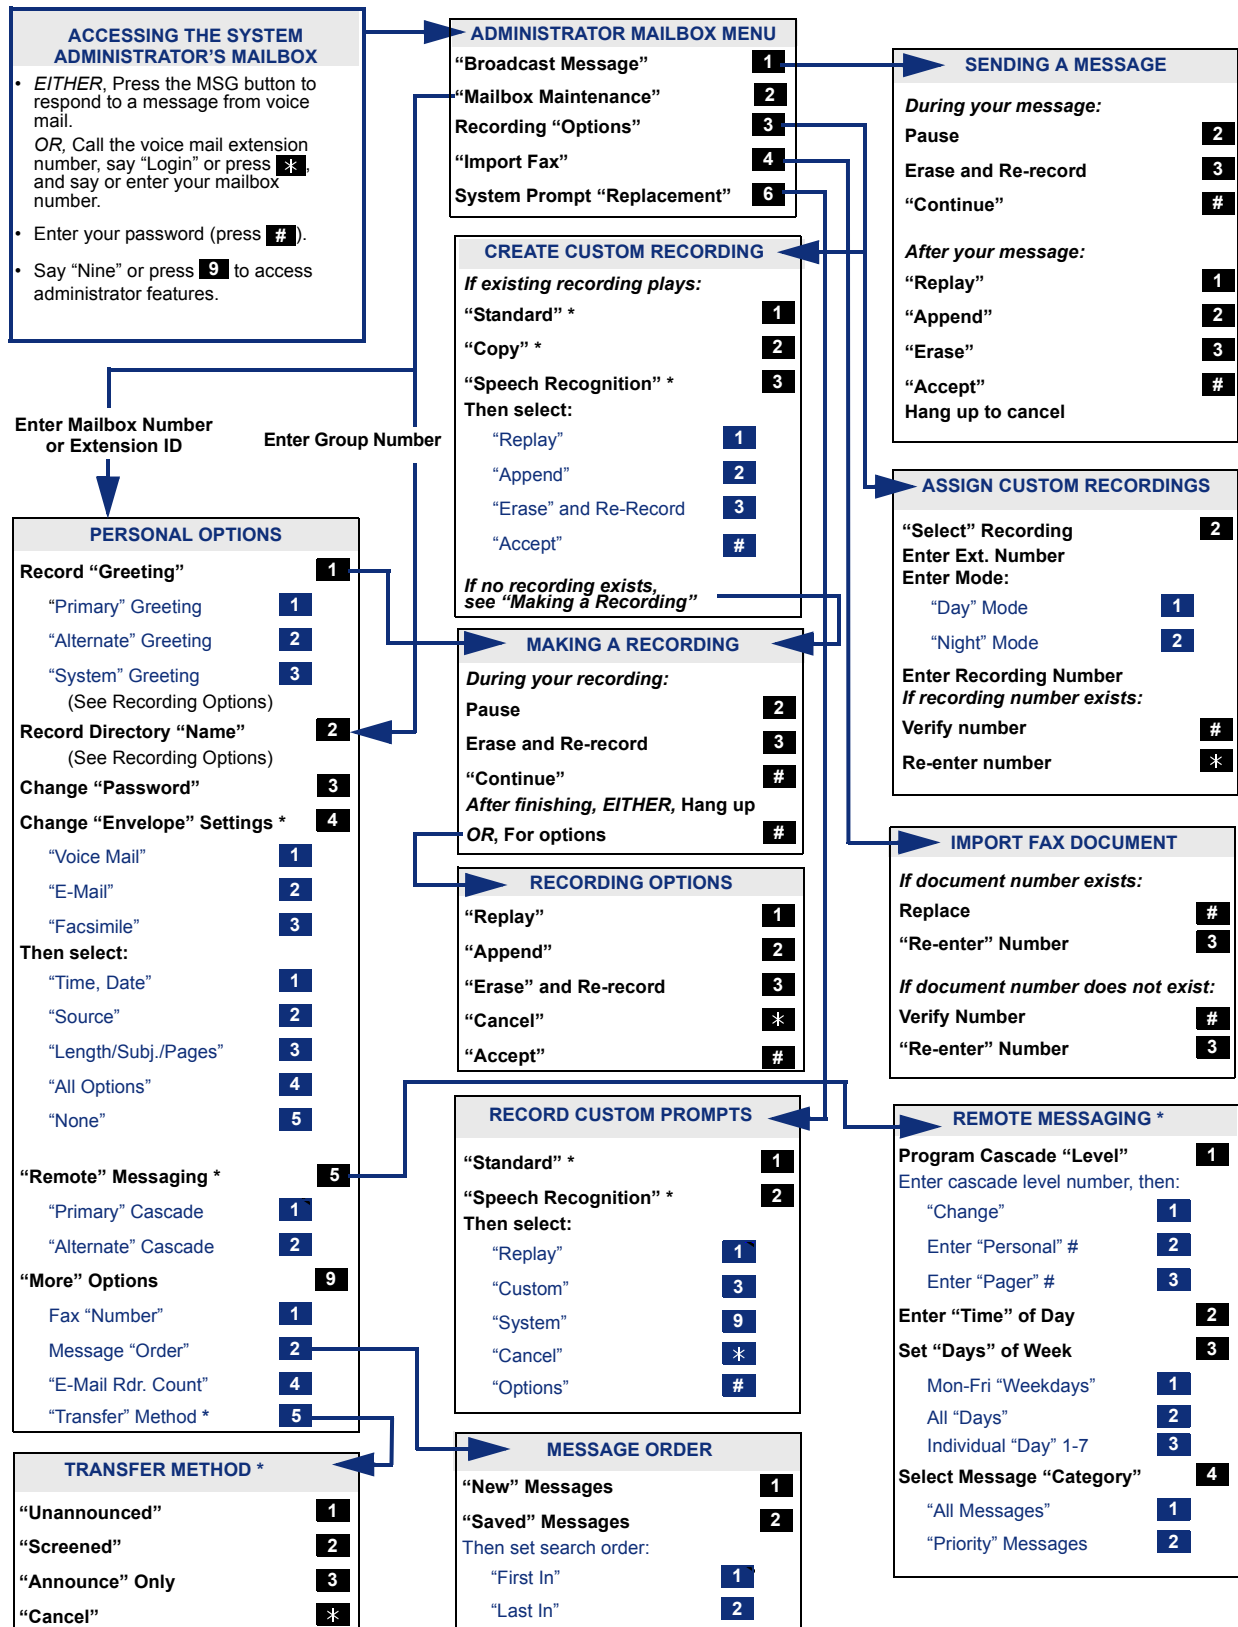 ACCESSING THE SYSTEM
ADMINISTRATOR'S MAILBOX
• EITHER, Press the MSG button to
respond to a message from voice
mail.
OR, Call the voice mail extension
number, say “Login” or press *,
and say or enter your mailbox
number.
• Enter your password (press #).
• Say “Nine” or press 9 to access
administrator features.
ADMINISTRATOR MAILBOX MENU
“Broadcast Message” 1
“Mailbox Maintenance” 2
Recording “Options” 3
“Import Fax” 4
System Prompt “Replacement” 6
SENDING A MESSAGE
During your message:
Pause 2
Erase and Re-record 3
“Continue” #
After your message:
“Replay” 1
“Append” 2
“Erase” 3
“Accept” #
Hang up to cancel
CREATE CUSTOM RECORDING
If existing recording plays:
“Standard” * 1
“Copy” * 2
“Speech Recognition” * 3
Then select:
“Replay” 1
“Append” 2
“Erase” and Re-Record 3
“Accept” #
If no recording exists,
see “Making a Recording”
Enter Mailbox Number
or Extension ID
Enter Group Number
ASSIGN CUSTOM RECORDINGS
“Select” Recording 2
Enter Ext. Number
Enter Mode:
“Day” Mode 1
“Night” Mode 2
Enter Recording Number
If recording number exists:
Verify number #
Re-enter number *
PERSONAL OPTIONS
Record “Greeting” 1
“Primary” Greeting 1
“Alternate” Greeting 2
“System” Greeting 3
(See Recording Options)
Record Directory “Name” 2
(See Recording Options)
Change “Password” 3
Change “Envelope” Settings * 4
“Voice Mail” 1
“E-Mail” 2
“Facsimile” 3
Then select:
“Time, Date” 1
“Source” 2
“Length/Subj./Pages” 3
“All Options” 4
“None” 5
“Remote” Messaging * 5
“Primary” Cascade 1
“Alternate” Cascade 2
“More” Options 9
Fax “Number” 1
Message “Order” 2
“E-Mail Rdr. Count” 4
“Transfer” Method * 5
MAKING A RECORDING
During your recording:
Pause 2
Erase and Re-record 3
“Continue” #
After finishing, EITHER, Hang up
OR, For options #
RECORDING OPTIONS
“Replay” 1
“Append” 2
“Erase” and Re-record 3
“Cancel” *
“Accept” #
IMPORT FAX DOCUMENT
If document number exists:
Replace #
“Re-enter” Number 3
If document number does not exist:
Verify Number #
“Re-enter” Number 3
RECORD CUSTOM PROMPTS
“Standard” * 1
“Speech Recognition” * 2
Then select:
“Replay” 1
“Custom” 3
“System” 9
“Cancel” *
“Options” #
REMOTE MESSAGING *
Program Cascade “Level” 1
Enter cascade level number, then:
“Change” 1
Enter “Personal” # 2
Enter “Pager” # 3
Enter “Time” of Day 2
Set “Days” of Week 3
Mon-Fri “Weekdays” 1
All “Days” 2
Individual “Day” 1-7 3
Select Message “Category” 4
“All Messages” 1
“Priority” Messages 2
TRANSFER METHOD *
“Unannounced” 1
“Screened” 2
“Announce” Only 3
“Cancel” *
MESSAGE ORDER
“New” Messages 1
“Saved” Messages 2
Then set search order:
“First In” 1
“Last In” 2